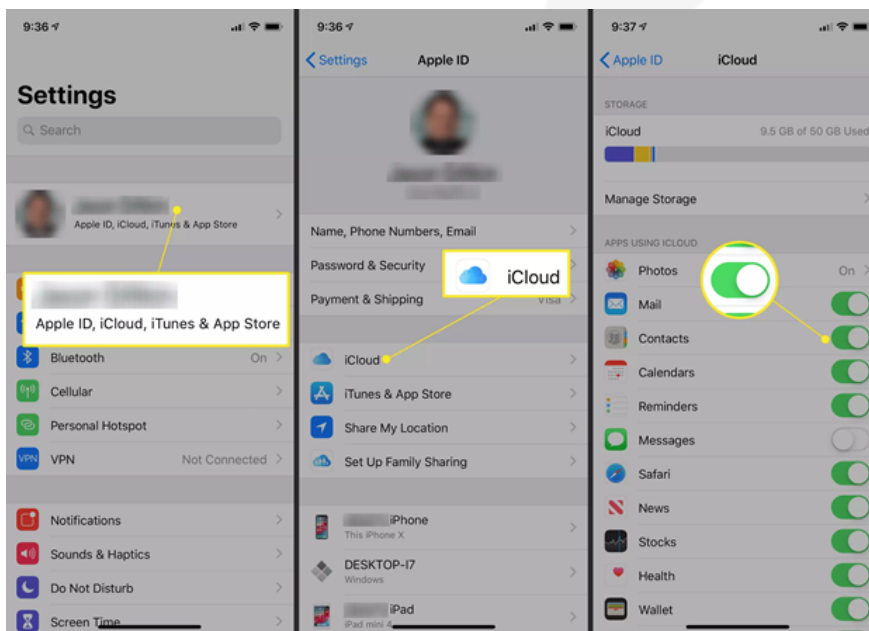 9:36
Settings
Search
Apple ID, iCloud, iTunes & App Store
Apple ID, iCloud, iTunes & App Store
Bluetooth On
Cellular
Personal Hotspot
VPN VPN Not Connected
Notifications
Sounds & Haptics
Do Not Disturb
Screen Time
9:36
Settings Apple ID
Name, Phone Numbers, Email
Password & Security
iCloud
Payment & Shipping Visa
iCloud
iTunes & App Store
Share My Location
Set Up Family Sharing
iPhone
This iPhone X
DESKTOP-I7
Windows
iPad
iPad mini 4
9:37
Apple ID iCloud
STORAGE
iCloud 9.5 GB of 50 GB Used
Manage Storage
APPS USING ICLOUD
Photos On
Mail
Contacts
Calendars
Reminders
Messages
Safari
News
Stocks
Health
Wallet